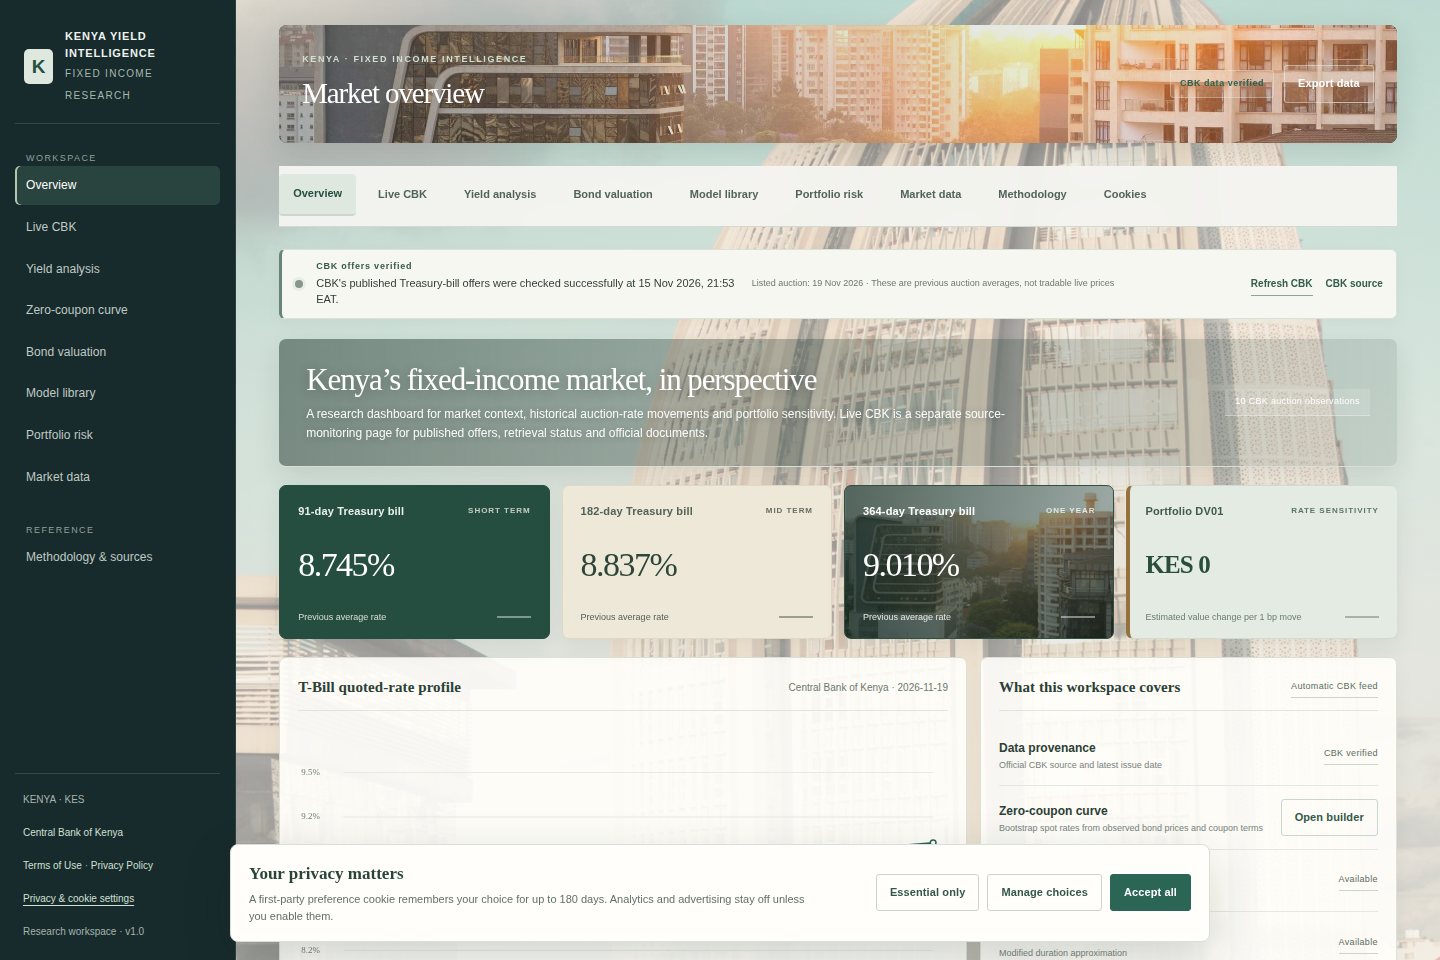 K
KENYA YIELD
INTELLIGENCE
FIXED INCOME
RESEARCH
WORKSPACE
Overview
Live CBK
Yield analysis
Zero-coupon curve
Bond valuation
Model library
Portfolio risk
Market data
REFERENCE
Methodology & sources
KENYA · KES
Central Bank of Kenya
Terms of Use · Privacy Policy
Privacy & cookie settings
Research workspace · v1.0
KENYA · FIXED INCOME INTELLIGENCE
Market overview
CBK data verified
Export data
Overview Live CBK Yield analysis Bond valuation Model library Portfolio risk Market data Methodology Cookies
CBK offers verified
CBK's published Treasury-bill offers were checked successfully at 15 Nov 2026, 21:53
EAT.
Listed auction: 19 Nov 2026 · These are previous auction averages, not tradable live prices
Refresh CBK CBK source
Kenya’s fixed-income market, in perspective
A research dashboard for market context, historical auction-rate movements and portfolio sensitivity. Live CBK is a separate source-
monitoring page for published offers, retrieval status and official documents.
10 CBK auction observations
91-day Treasury bill SHORT TERM
8.745%
Previous average rate
182-day Treasury bill MID TERM
8.837%
Previous average rate
364-day Treasury bill ONE YEAR
9.010%
Previous average rate
Portfolio DV01 RATE SENSITIVITY
KES 0
Estimated value change per 1 bp move
T-Bill quoted-rate profile Central Bank of Kenya · 2026-11-19
9.5%
9.2%
8.2%
What this workspace covers Automatic CBK feed
Data provenance
Official CBK source and latest issue date
CBK verified
Zero-coupon curve
Bootstrap spot rates from observed bond prices and coupon terms
Open builder
Available
Available
Modified duration approximation
Your privacy matters
A first-party preference cookie remembers your choice for up to 180 days. Analytics and advertising stay off unless
you enable them.
Essential only Manage choices Accept all